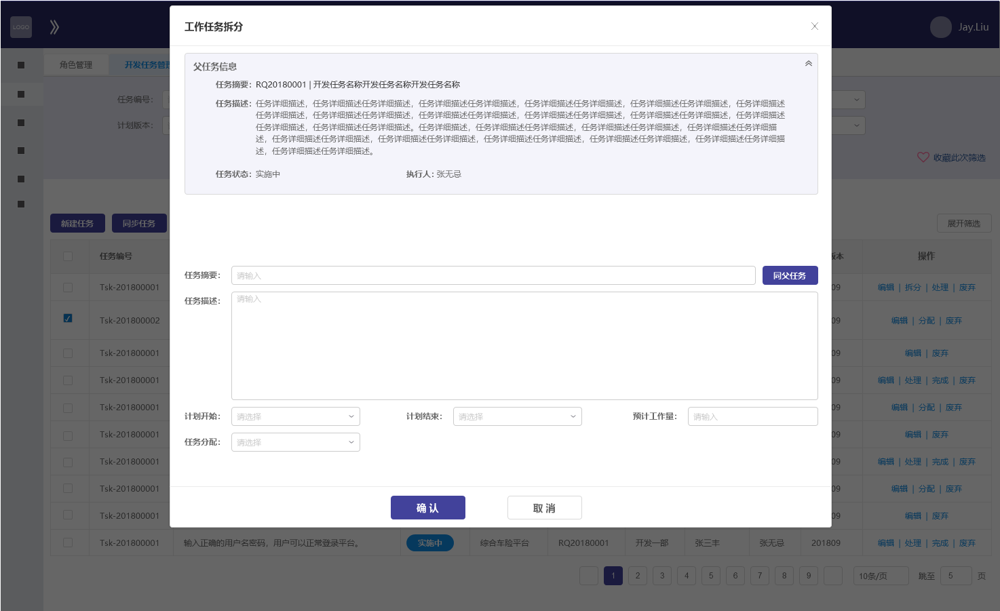 LOGO
Jay.Liu
角色管理
开发任务管理
任务编号：
计划版本：
收藏此次筛选
新建任务
同步任务
展开筛选
工作任务拆分
父任务信息
任务摘要：RQ20180001 | 开发任务名称开发任务名称开发任务名称
任务描述：任务详细描述，任务详细描述任务详细描述，任务详细描述任务详细描述，任务详细描述任务详细描述，任务详细描述任务详细描述，任务详细描述
任务详细描述，任务详细描述任务详细描述，任务详细描述任务详细描述，任务详细描述任务详细描述，任务详细描述任务详细描述，任务详细描述
任务详细描述，任务详细描述任务详细描述。任务详细描述，任务详细描述任务详细描述，任务详细描述任务详细描述，任务详细描述任务详细描
述，任务详细描述任务详细描述，任务详细描述任务详细描述，任务详细描述任务详细描述，任务详细描述任务详细描述，任务详细描述任务详细描
述，任务详细描述任务详细描述。
任务状态：实施中 执行人：张无忌
任务摘要： 请输入 同父任务
任务描述： 请输入
计划开始： 请选择 计划结束： 请选择 预计工作量： 请输入
任务分配： 请选择
确 认 取 消
任务编号 版本 操作
Tsk-201800001 09 编辑 | 拆分 | 处理 | 废弃
Tsk-201800002 09 编辑 | 分配 | 废弃
Tsk-201800001 09 编辑 | 废弃
Tsk-201800001 09 编辑 | 处理 | 完成 | 废弃
Tsk-201800001 09 编辑 | 分配 | 废弃
Tsk-201800001 09 编辑 | 废弃
Tsk-201800001 09 编辑 | 处理 | 完成 | 废弃
Tsk-201800001 09 编辑 | 分配 | 废弃
Tsk-201800001 09 编辑 | 废弃
Tsk-201800001 输入正确的用户名密码，用户可以正常登录平台。 实施中 综合车险平台 RQ20180001 开发一部 张三丰 张无忌 201809 编辑 | 处理 | 完成 | 废弃
1 2 3 4 5 6 7 8 9 10条/页 跳至 5 页